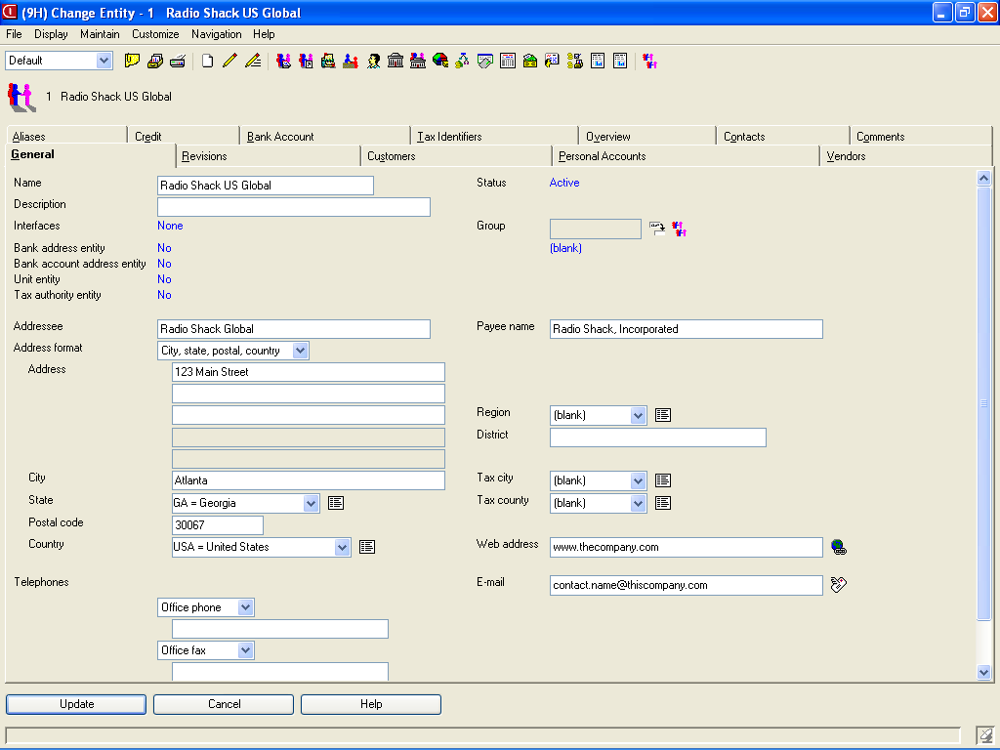 (9H) Change Entity - 1 Radio Shack US Global
File Display Maintain Customize Navigation Help
Default
1 Radio Shack US Global
Aliases Credit Bank Account Tax Identifiers Overview Contacts Comments
General Revisions Customers Personal Accounts Vendors
Name Radio Shack US Global Status Active
Description
Interfaces None Group
Bank address entity No (blank)
Bank account address entity No
Unit entity No
Tax authority entity No
Addressee Radio Shack Global Payee name Radio Shack, Incorporated
Address format City, state, postal, country
Address 123 Main Street
Region (blank)
District
City Atlanta Tax city (blank)
State GA = Georgia Tax county (blank)
Postal code 30067
Country USA = United States Web address www.thecompany.com
Telephones E-mail contact.name@thiscompany.com
Office phone
Office fax
Update Cancel Help